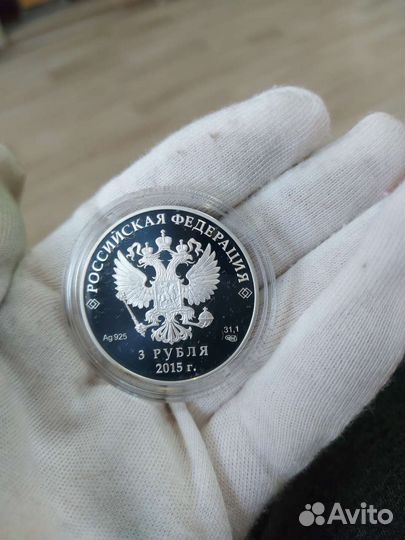 РОССИЙСКАЯ ФЕДЕРАЦИЯ
Ag 925
31,1
3 РУБЛЯ
2015 г.
Avito